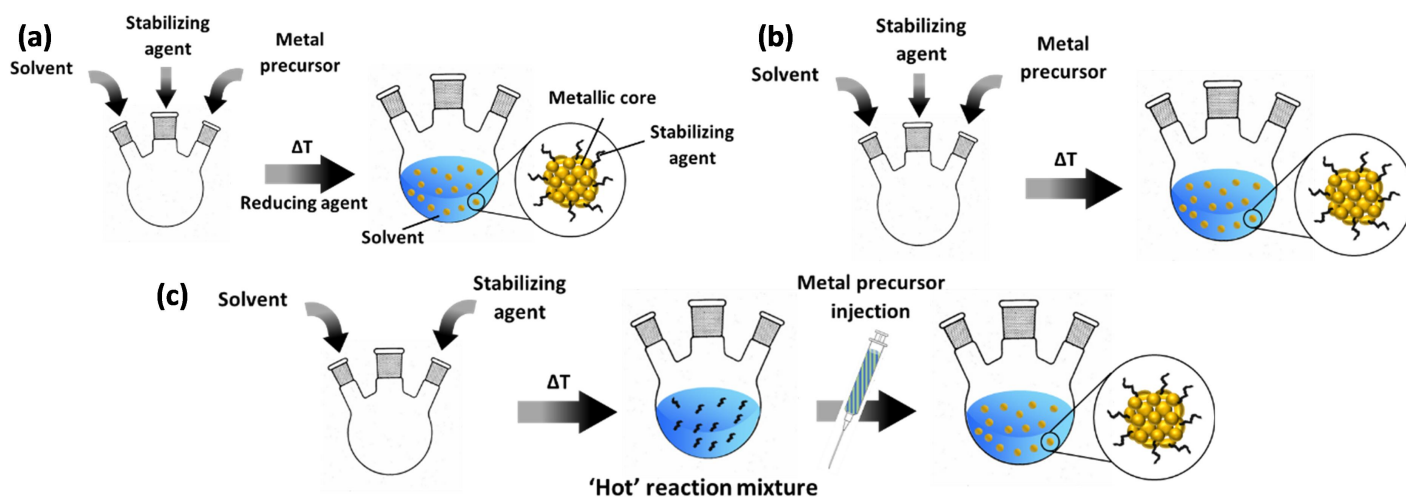 (a)
Solvent
Stabilizing
agent
Metal
precursor
ΔT
Reducing agent
Metallic core
Stabilizing
agent
Solvent
(b)
Solvent
Stabilizing
agent
Metal
precursor
ΔT
(c)
Solvent
Stabilizing
agent
ΔT
'Hot' reaction mixture
Metal precursor
injection